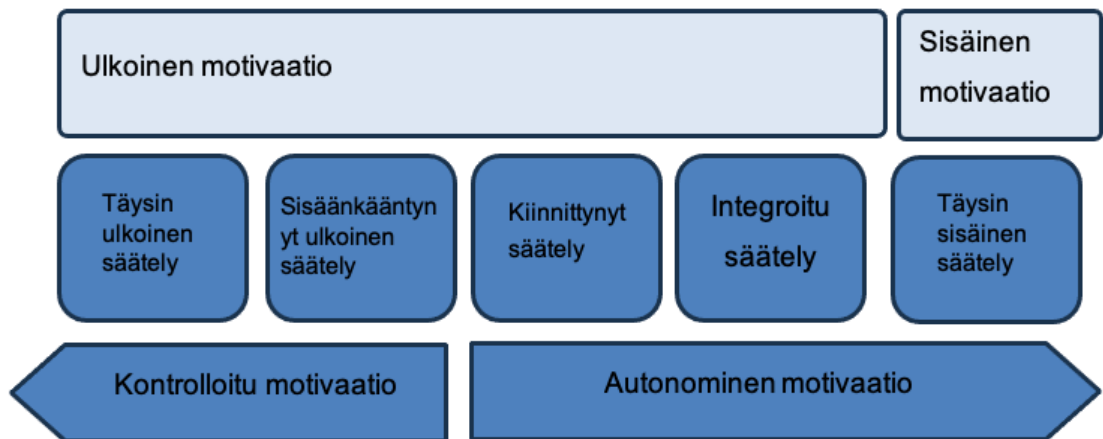 Ulkoinen motivaatio
Sisäinen
motivaatio
Täysin
ulkoinen
säätely
Sisäänkääntyn
yt ulkoinen
säätely
Kiinnittynyt
säätely
Integroitu
säätely
Täysin
sisäinen
säätely
Kontrolloitu motivaatio
Autonominen motivaatio